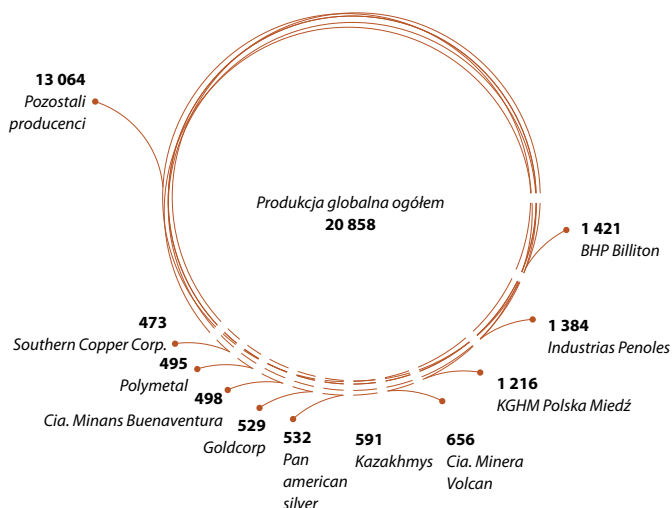 13 064
Pozostali
producenci
Produkcja globalna ogółem
20 858
1 421
BHP Billiton
1 384
Industrias Penoles
1 216
KGHM Polska Miedź
656
Cia. Minera
Volcan
591
Kazakhmys
532
Pan
american
silver
529
Goldcorp
498
Cia. Minans Buenaventura
495
Polymetal
473
Southern Copper Corp.